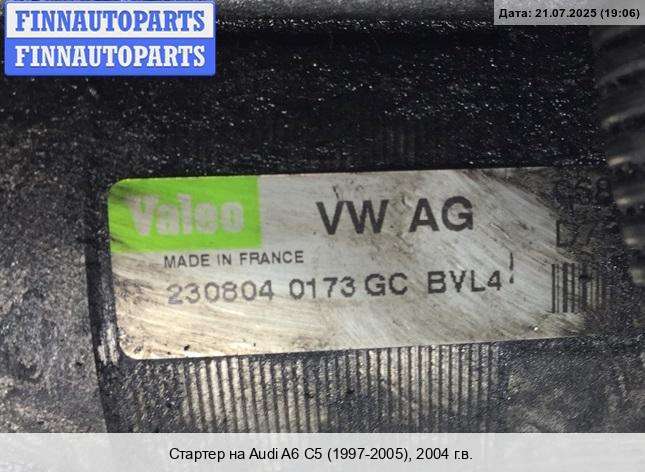 FINNAUTOPARTS
FINNAUTOPARTS
Дата: 21.07.2025 (19:06)
Valeo
VW AG
MADE IN FRANCE
230804 0173 GC BVL4
Стартер на Audi A6 C5 (1997-2005), 2004 г.в.